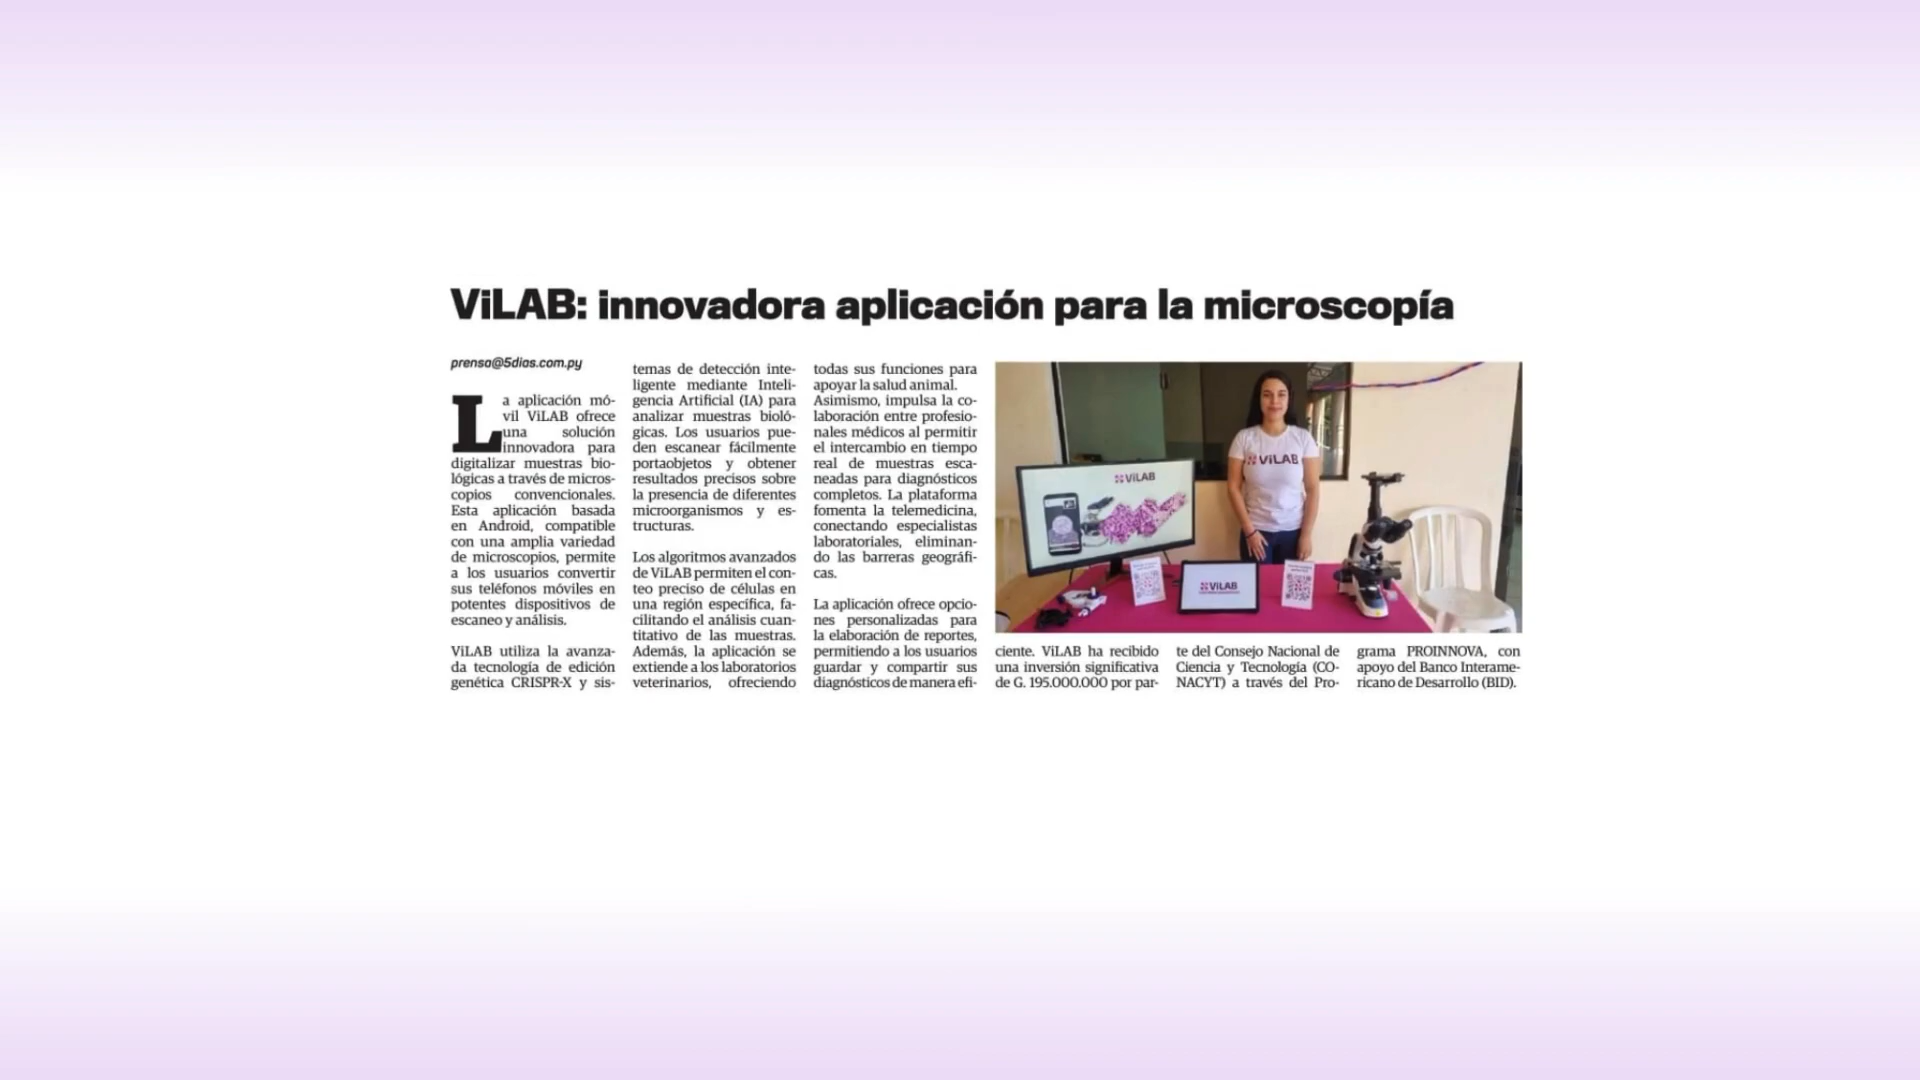 ViLAB: innovadora aplicación para la microscopía
prensa@5dias.com.py
La aplicación mó-
vil ViLAB ofrece
una solución
innovadora para
digitalizar muestras bio-
lógicas a través de micros-
copios convencionales.
Esta aplicación basada
en Android, compatible
con una amplia variedad
de microscopios, permite
a los usuarios convertir
sus teléfonos móviles en
potentes dispositivos de
escaneo y análisis.
ViLAB utiliza la avanza-
da tecnología de edición
genética CRISPR-X y sis-
temas de detección inte-
ligente mediante Inteli-
gencia Artificial (IA) para
analizar muestras bioló-
gicas. Los usuarios pue-
den escanear fácilmente
portaobjetos y obtener
resultados precisos sobre
la presencia de diferentes
microorganismos y es-
tructuras.
Los algoritmos avanzados
de ViLAB permiten el con-
teo preciso de células en
una región específica, fa-
cilitando el análisis cuan-
titativo de las muestras.
Además, la aplicación se
extiende a los laboratorios
veterinarios, ofreciendo
todas sus funciones para
apoyar la salud animal.
Asimismo, impulsa la co-
laboración entre profesio-
nales médicos al permitir
el intercambio en tiempo
real de muestras esca-
neadas para diagnósticos
completos. La plataforma
fomenta la telemedicina,
conectando especialistas
laboratoriales, eliminan-
do las barreras geográfi-
cas.
La aplicación ofrece opcio-
nes personalizadas para
la elaboración de reportes,
permitiendo a los usuarios
guardar y compartir sus
diagnósticos de manera efi-
ciente. ViLAB ha recibido
una inversión significativa
de G. 195.000.000 por par-
te del Consejo Nacional de
Ciencia y Tecnología (CO-
NACYT) a través del Pro-
grama PROINNOVA, con
apoyo del Banco Interame-
ricano de Desarrollo (BID).
ViLAB
ViLAB
ViLAB